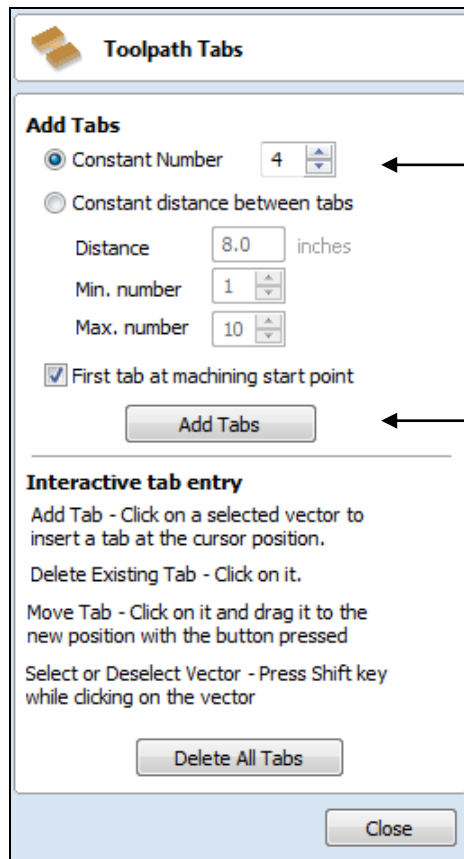 Toolpath Tabs
Add Tabs
Constant Number 4
Constant distance between tabs
Distance 8.0 inches
Min. number 1
Max. number 10
First tab at machining start point
Add Tabs
Interactive tab entry
Add Tab - Click on a selected vector to
insert a tab at the cursor position.
Delete Existing Tab - Click on it.
Move Tab - Click on it and drag it to the
new position with the button pressed
Select or Deselect Vector - Press Shift key
while clicking on the vector
Delete All Tabs
Close